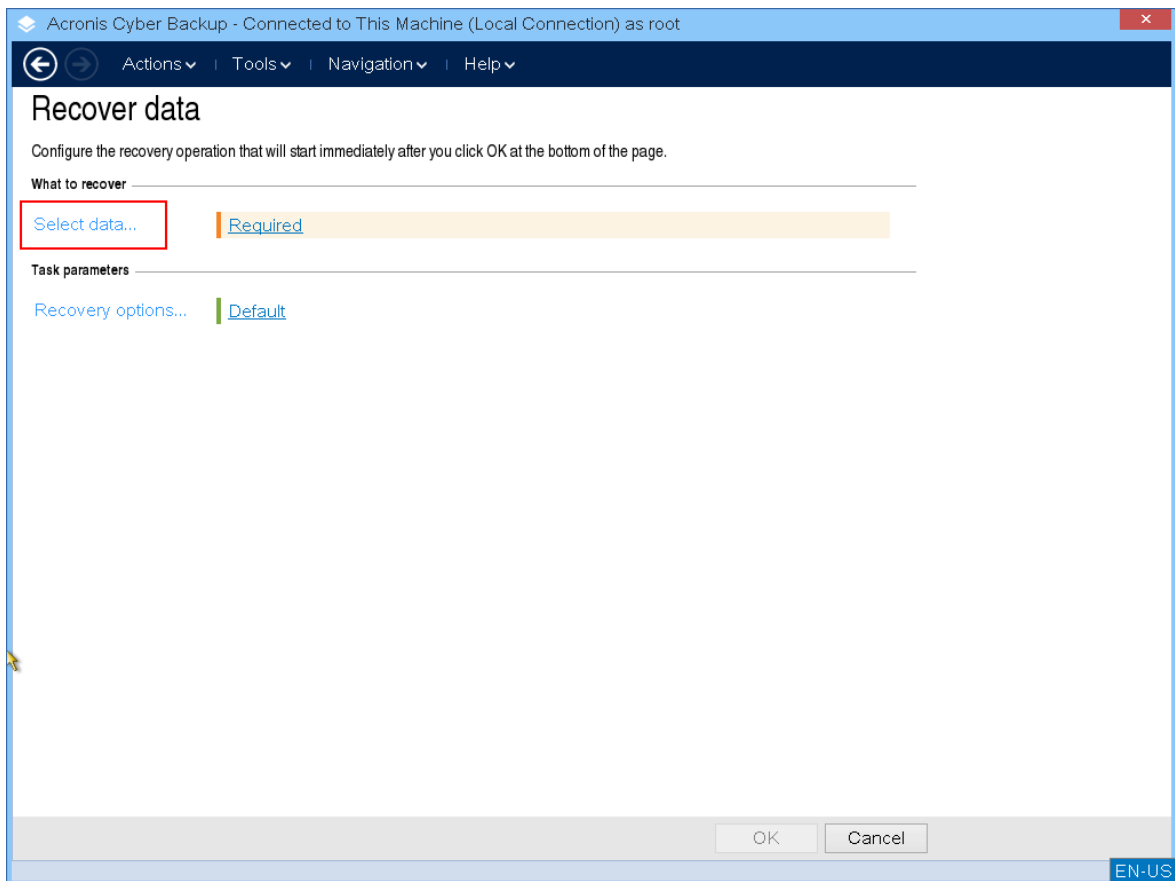 Acronis Cyber Backup - Connected to This Machine (Local Connection) as root
Actions Tools Navigation Help
Recover data
Configure the recovery operation that will start immediately after you click OK at the bottom of the page.
What to recover
Select data... Required
Task parameters
Recovery options... Default
OK Cancel
EN-US